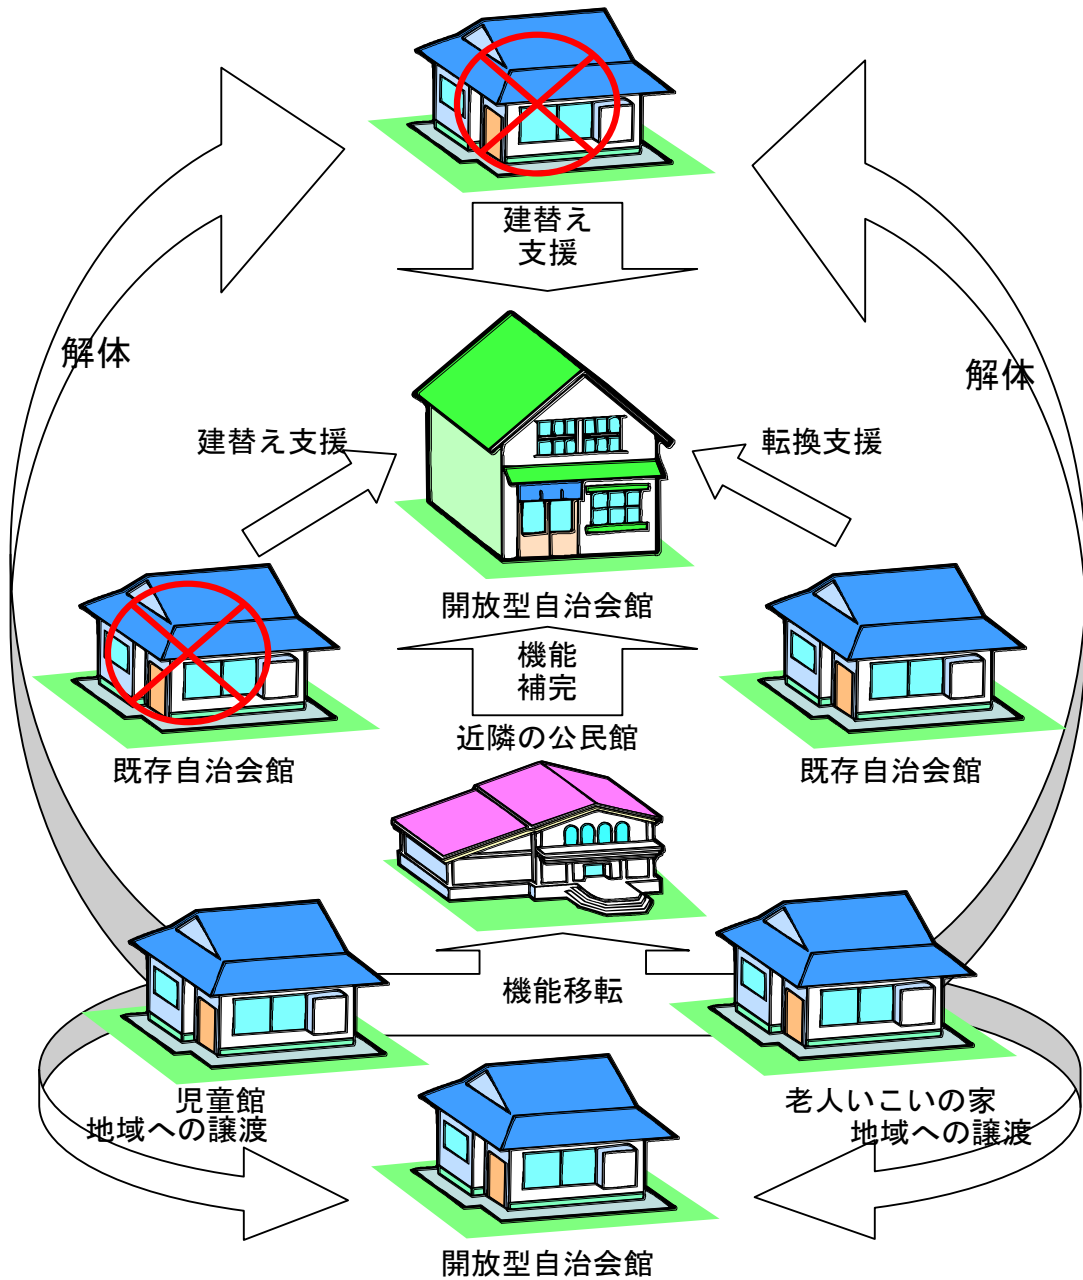 建替え
支援
解体
解体
建替え支援
転換支援
開放型自治会館
機能
補完
近隣の公民館
既存自治会館
既存自治会館
機能移転
児童館
地域への譲渡
老人いこいの家
地域への譲渡
開放型自治会館